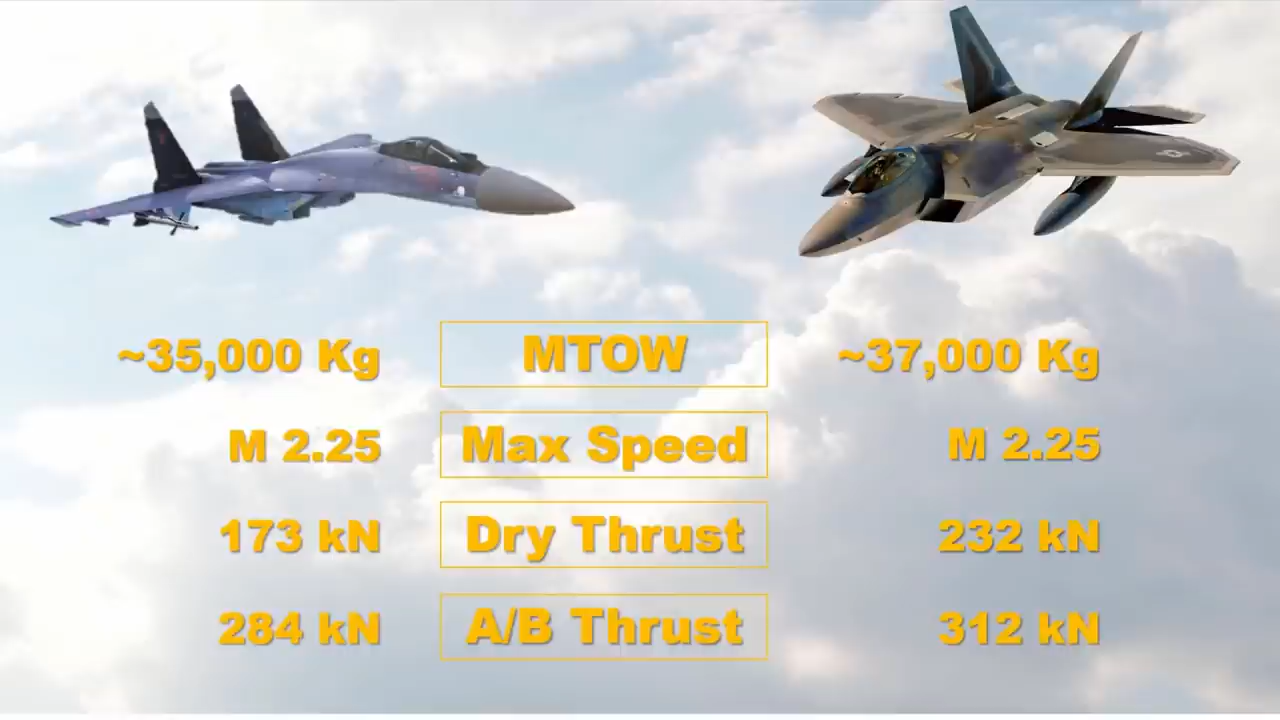 ~35,000 Kg MTOW ~37,000 Kg
M 2.25 Max Speed M 2.25
173 kN Dry Thrust 232 kN
284 kN A/B Thrust 312 kN